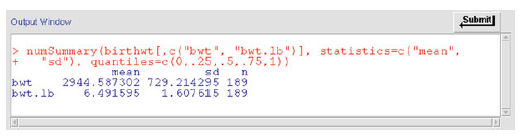 Output Window
Submit
> numSummary(birthwt[,c("bwt", "bwt.lb")], statistics=c("mean",
+   "sd"), quantiles=c(0,.25,.5,.75,1))
mean sd n
bwt 2944.587302 729.214295 189
bwt.lb 6.491595 1.607615 189